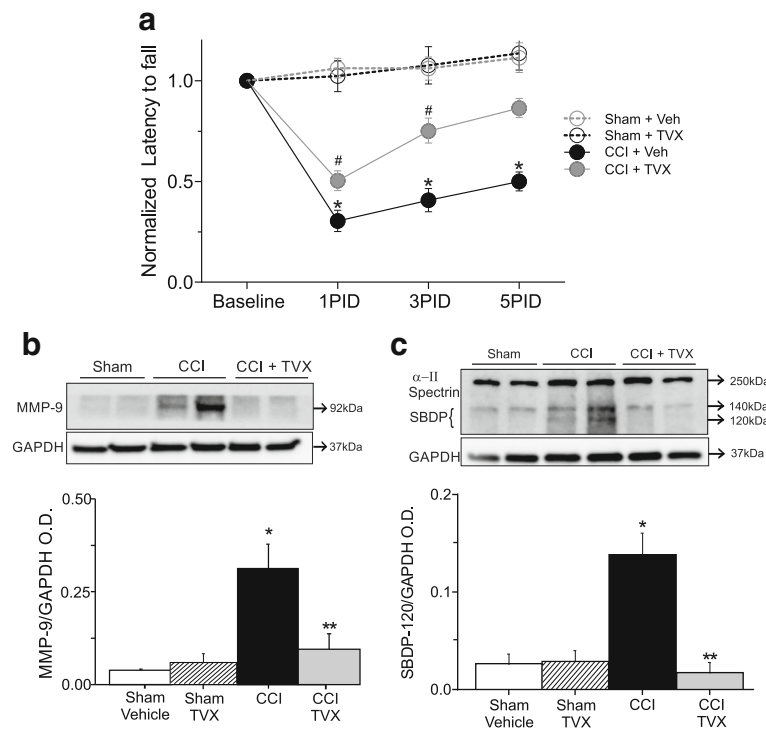 a
Normalized Latency to fall
1.0
0.5
0.0
#
#
*
*
*
Baseline 1PID 3PID 5PID
Sham + Veh
Sham + TVX
CCI + Veh
CCI + TVX
b
Sham CCI CCI + TVX
MMP-9
92kDa
GAPDH
37kDa
MMP-9/GAPDH O.D.
0.50
0.25
0.00
*
**
Sham Vehicle
Sham TVX
CCI
CCI TVX
c
Sham CCI CCI + TVX
α-II
Spectrin
SBDP{
250kDa
140kDa
120kDa
GAPDH
37kDa
SBDP-120/GAPDH O.D.
0.2
0.1
0.0
*
**
Sham Vehicle
Sham TVX
CCI
CCI TVX